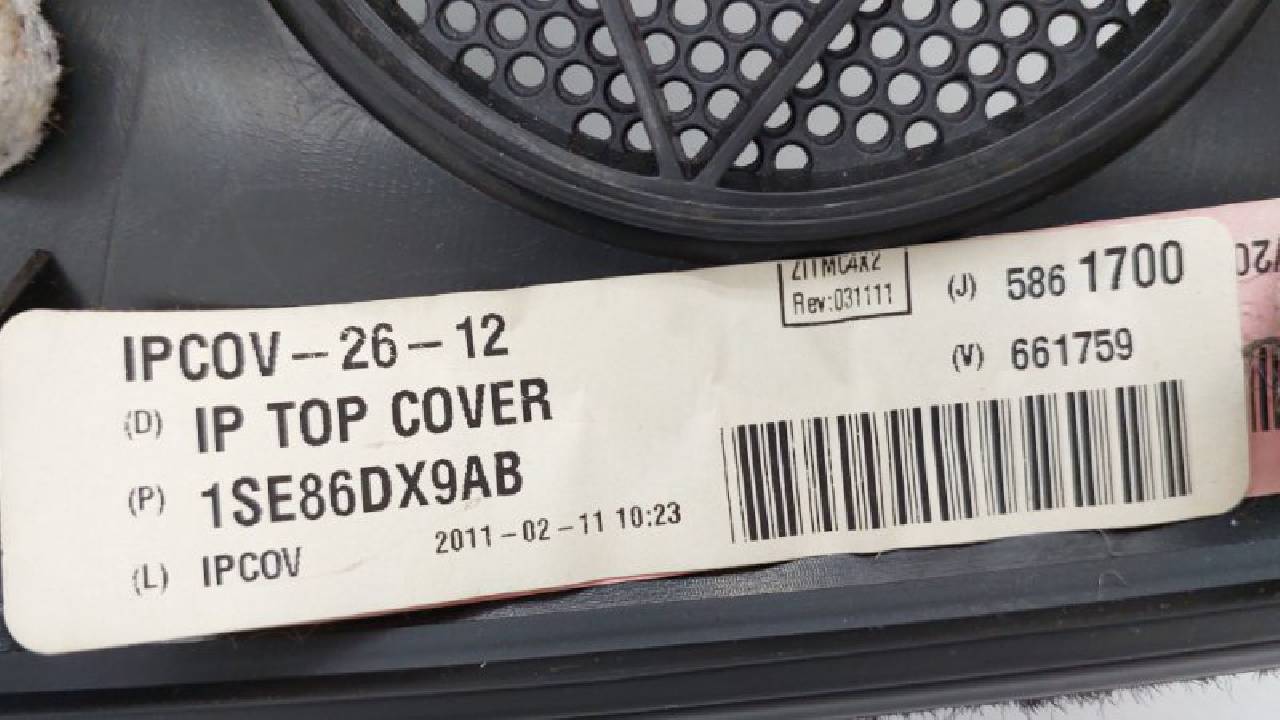 IPCOV-26-12
(D) IP TOP COVER
(P) 1SE86DX9AB
(L) IPCOV
2011-02-11 10:23
Rev:031111
(J) 586 1700
(V) 661759